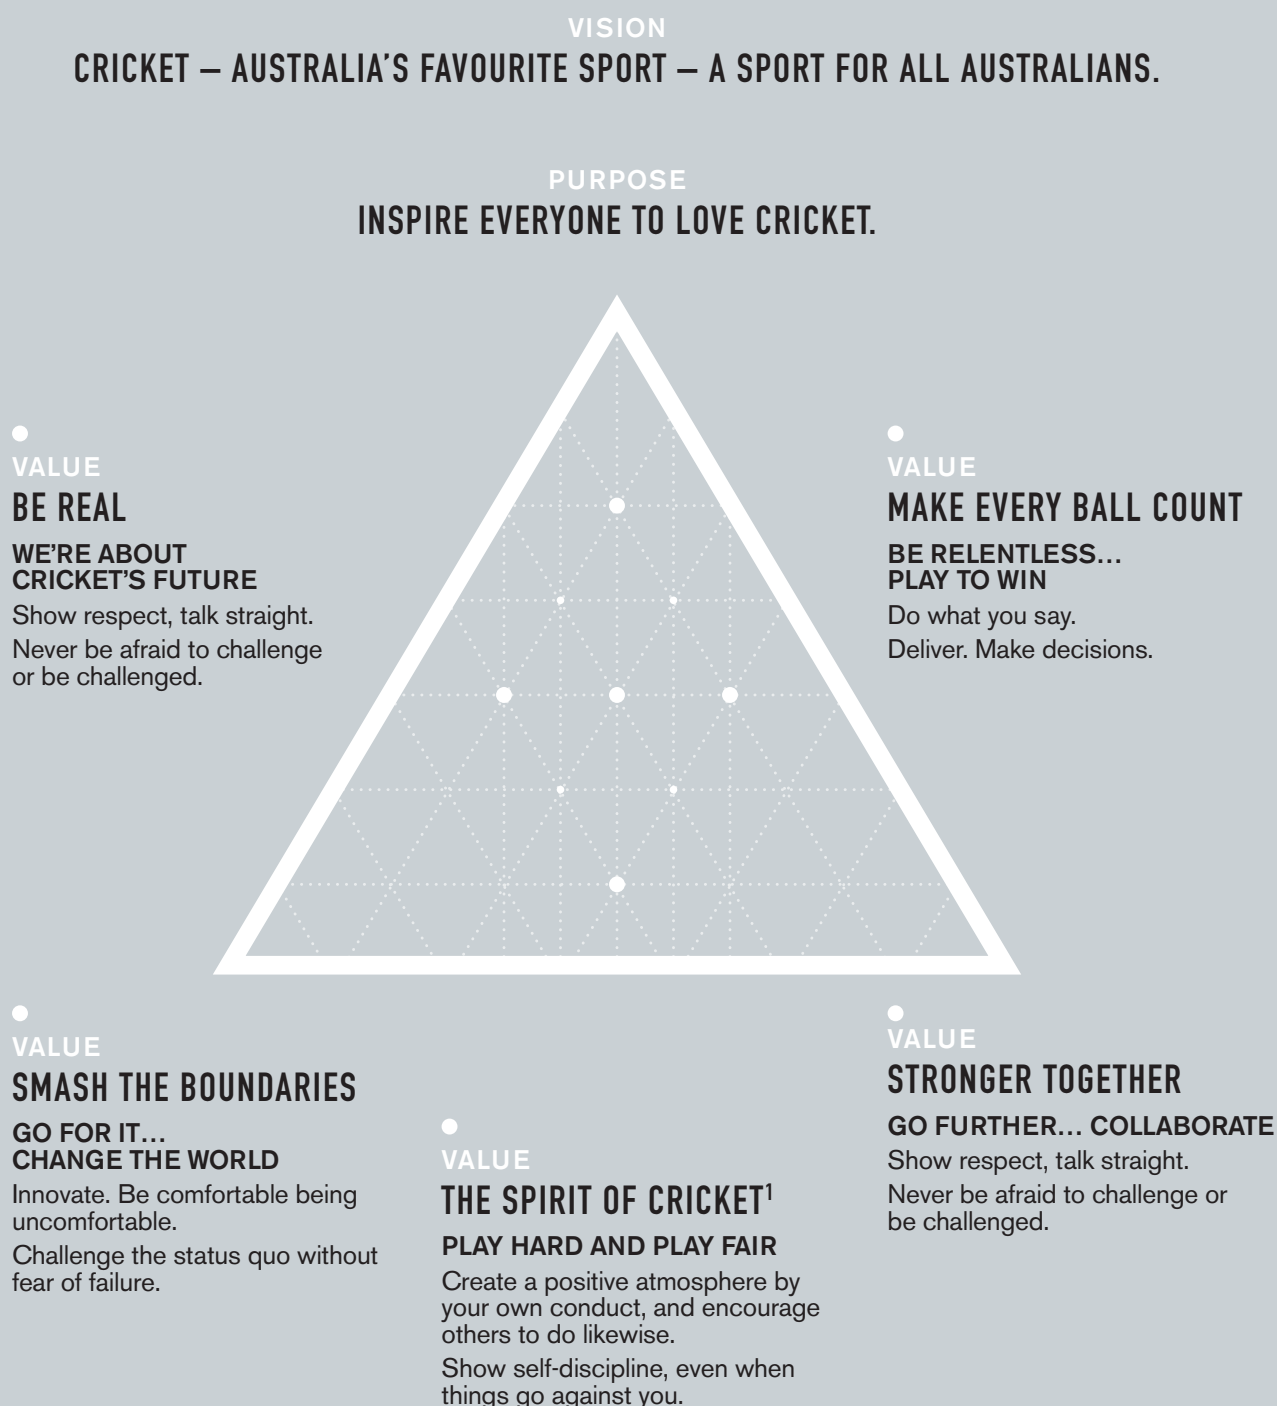 VISION
CRICKET – AUSTRALIA'S FAVOURITE SPORT – A SPORT FOR ALL AUSTRALIANS.
PURPOSE
INSPIRE EVERYONE TO LOVE CRICKET.
VALUE
BE REAL
WE'RE ABOUT
CRICKET'S FUTURE
Show respect, talk straight.
Never be afraid to challenge
or be challenged.
VALUE
MAKE EVERY BALL COUNT
BE RELENTLESS…
PLAY TO WIN
Do what you say.
Deliver. Make decisions.
VALUE
SMASH THE BOUNDARIES
GO FOR IT…
CHANGE THE WORLD
Innovate. Be comfortable being
uncomfortable.
Challenge the status quo without
fear of failure.
VALUE
THE SPIRIT OF CRICKET¹
PLAY HARD AND PLAY FAIR
Create a positive atmosphere by
your own conduct, and encourage
others to do likewise.
Show self-discipline, even when
things go against you.
VALUE
STRONGER TOGETHER
GO FURTHER… COLLABORATE
Show respect, talk straight.
Never be afraid to challenge or
be challenged.